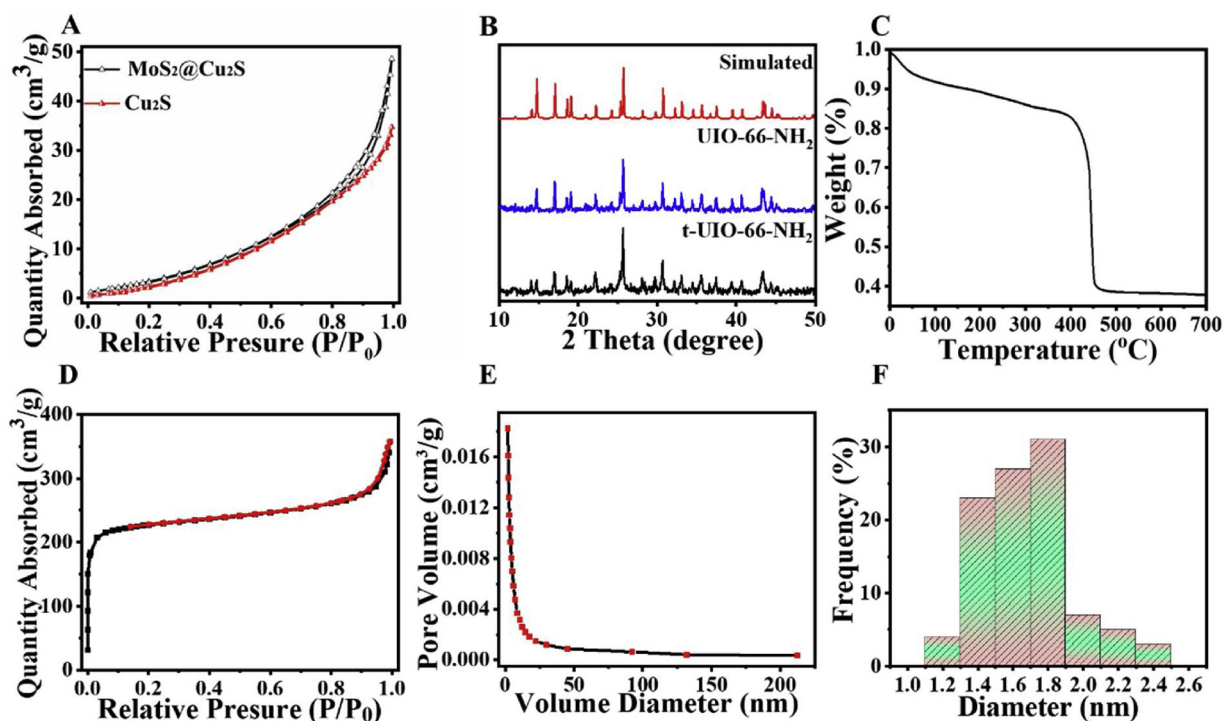 A
Quantity Absorbed (cm³/g)
50
40
30
20
10
0
MoS₂@Cu₂S
Cu₂S
0.0 0.2 0.4 0.6 0.8 1.0
Relative Presure (P/P₀)
B
Simulated
UIO-66-NH₂
t-UIO-66-NH₂
10 20 30 40 50
2 Theta (degree)
C
Weight (%)
1.0
0.9
0.8
0.7
0.5
0.4
0 100 200 300 400 500 600 700
Temperature (°C)
D
Quantity Absorbed (cm³/g)
400
300
200
100
0
0.0 0.2 0.4 0.6 0.8 1.0
Relative Presure (P/P₀)
E
Pore Volume (cm³/g)
0.016
0.012
0.008
0.004
0.000
0 50 100 150 200
Volume Diameter (nm)
F
Frequency (%)
30
20
10
0
1.0 1.2 1.4 1.6 1.8 2.0 2.2 2.4 2.6
Diameter (nm)